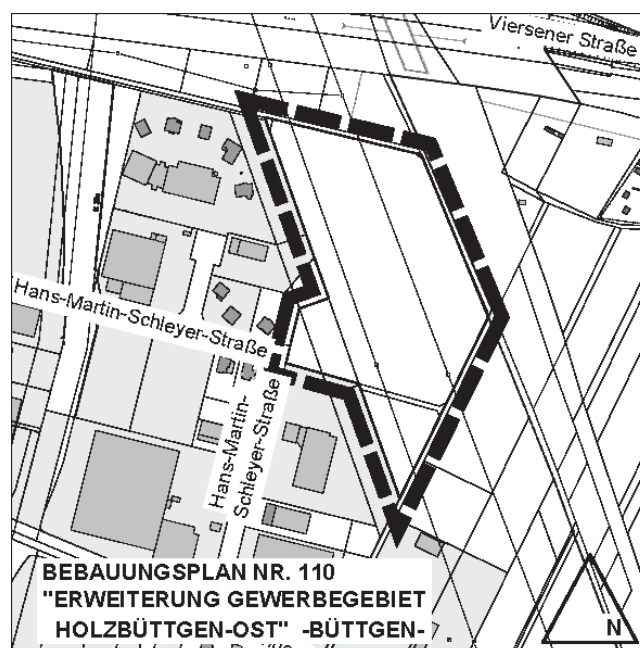 Viersener Straße
Hans-Martin-Schleyer-Straße
Hans-Martin-
Schleyer-Straße
BEBAUUNGSPLAN NR. 110
"ERWEITERUNG GEWERBEGEBIET
HOLZBÜTTGEN-OST" -BÜTTGEN-
N